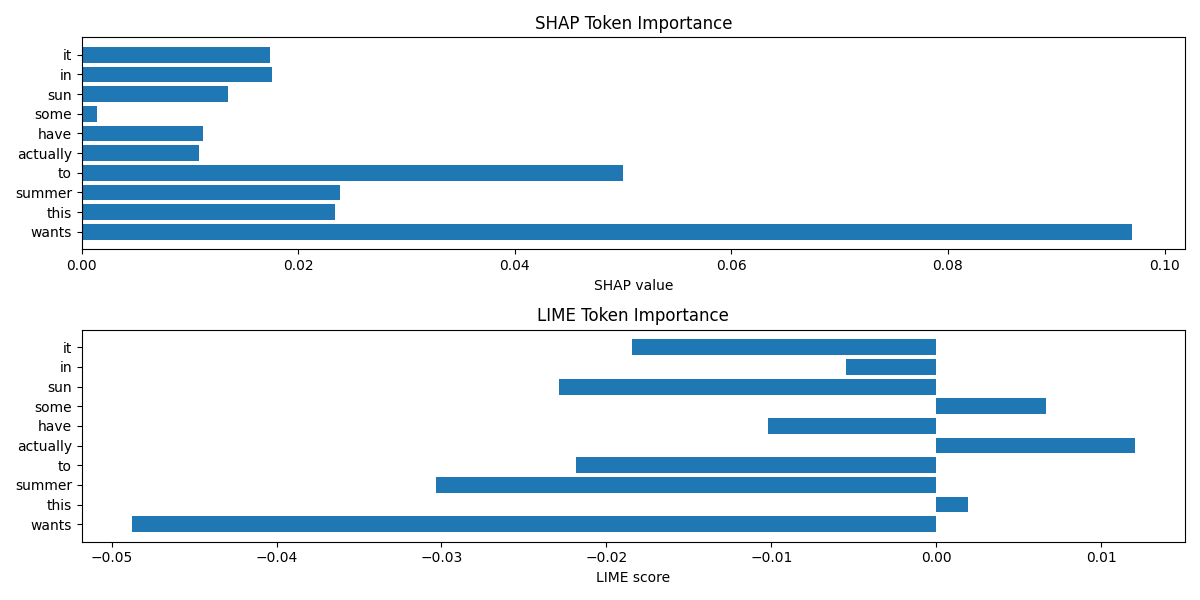 SHAP Token Importance
it
in
sun
some
have
actually
to
summer
this
wants
0.00 0.02 0.04 0.06 0.08 0.10
SHAP value
LIME Token Importance
it
in
sun
some
have
actually
to
summer
this
wants
−0.05 −0.04 −0.03 −0.02 −0.01 0.00 0.01
LIME score